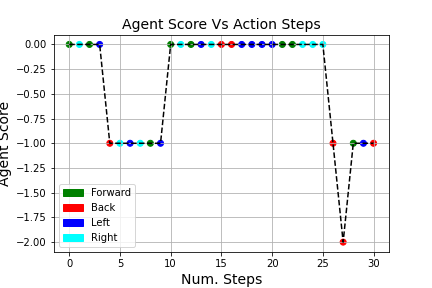 Agent Score Vs Action Steps
Agent Score
0.00
−0.25
−0.50
−0.75
−1.00
−1.25
−1.50
−1.75
−2.00
Forward
Back
Left
Right
0 5 10 15 20 25 30
Num. Steps